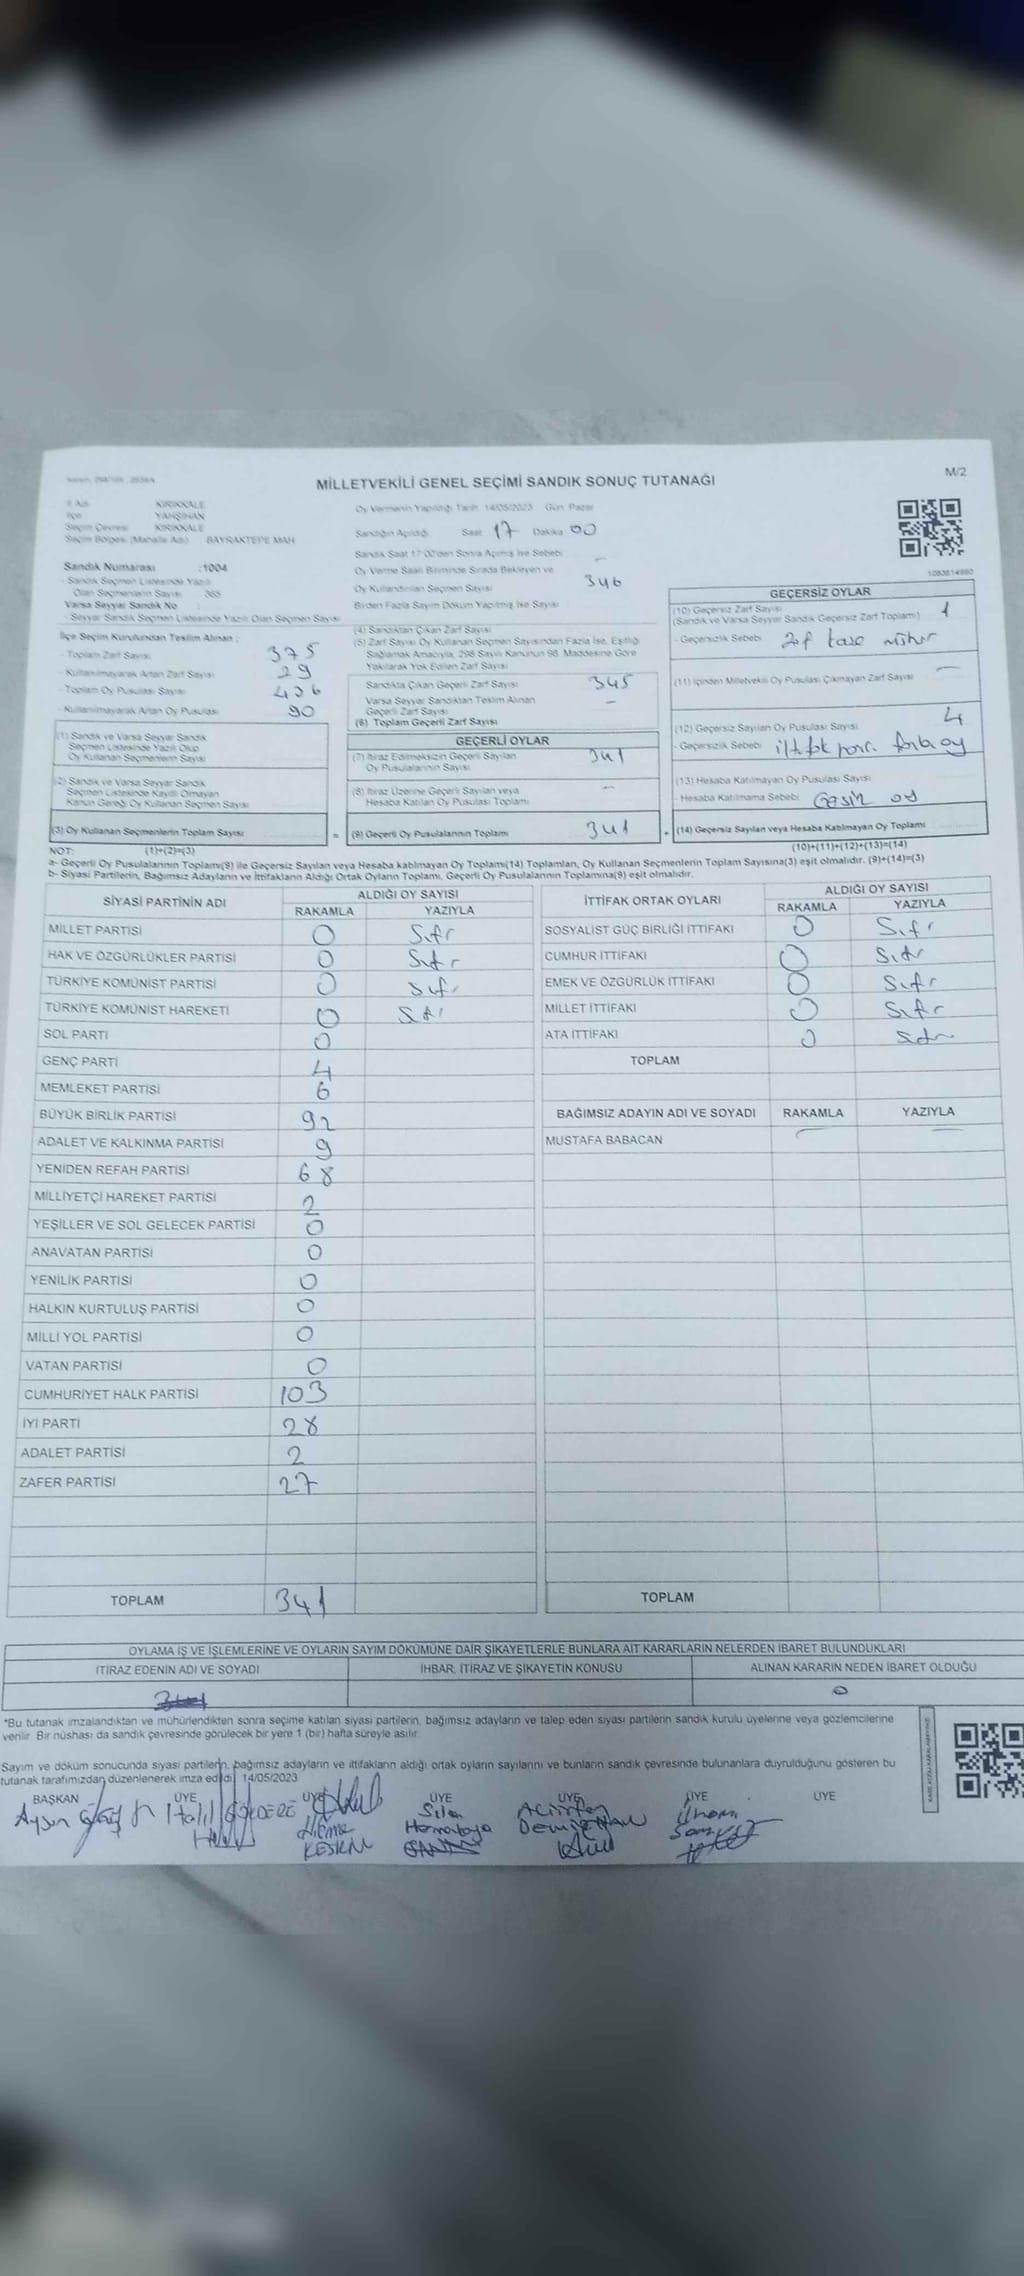 MİLLETVEKİLİ GENEL SEÇİMİ SANDIK SONUÇ TUTANAĞI
M/2
İl Adı KIRIKKALE
İlçe YAHŞİHAN
Seçim Çevresi KIRIKKALE
Seçim Bölgesi (Mahalle Adı) BAYRAKTEPE MAH
Sandık Numarası :1004
- Sandık Seçmen Listesinde Yazılı
Olan Seçmenlerin Sayısı 365
Varsa Seyyar Sandık No
- Seyyar Sandık Seçmen Listesinde Yazılı Olan Seçmen Sayısı
İlçe Seçim Kurulundan Teslim Alınan :
- Toplam Zarf Sayısı 375
- Kullanılmayarak Artan Zarf Sayısı 29
- Toplam Oy Pusulası Sayısı 436
- Kullanılmayarak Artan Oy Pusulası 90
(1) Sandık ve Varsa Seyyar Sandık
Seçmen Listesinde Yazılı Olup
Oy Kullanan Seçmenlerin Sayısı
(2) Sandık ve Varsa Seyyar Sandık
Seçmen Listesinde Kayıtlı Olmayan
Kanun Gereği Oy Kullanan Seçmen Sayısı
(3) Oy Kullanan Seçmenlerin Toplam Sayısı
=
Oy Vermenin Yapıldığı Tarih 14/05/2023 Gün Pazar
Sandığın Açıldığı Saat 17 Dakika 00
Sandık Saat 17:00'den Sonra Açılmış İse Sebebi
Oy Verme Saati Bitiminde Sırada Bekleyen ve
Oy Kullandırılan Seçmen Sayısı 346
Birden Fazla Sayım Döküm Yapılmış İse Sayısı
(4) Sandıktan Çıkan Zarf Sayısı
(5) Zarf Sayısı Oy Kullanan Seçmen Sayısından Fazla İse, Eşitliği
Sağlamak Amacıyla, 298 Sayılı Kanunun 98. Maddesine Göre
Yakılarak Yok Edilen Zarf Sayısı
Sandıkta Çıkan Geçerli Zarf Sayısı 345
Varsa Seyyar Sandıktan Teslim Alınan
Geçerli Zarf Sayısı -
(6) Toplam Geçerli Zarf Sayısı
GEÇERLİ OYLAR
(7) İtiraz Edilmeksizin Geçerli Sayılan
Oy Pusulalarının Sayısı 341
(8) İtiraz Üzerine Geçerli Sayılan veya
Hesaba Katılan Oy Pusulası Toplamı -
(9) Geçerli Oy Pusulalarının Toplamı 341
+
1083614980
GEÇERSİZ OYLAR
(10) Geçersiz Zarf Sayısı 1
(Sandık ve Varsa Seyyar Sandık Geçersiz Zarf Toplamı)
- Geçersizlik Sebebi
(11) İçinden Milletvekili Oy Pusulası Çıkmayan Zarf Sayısı -
(12) Geçersiz Sayılan Oy Pusulası Sayısı 4
- Geçersizlik Sebebi
(13) Hesaba Katılmayan Oy Pusulası Sayısı
- Hesaba Katılmama Sebebi
(14) Geçersiz Sayılan veya Hesaba Katılmayan Oy Toplamı
NOT: (1)+(2)=(3) (10)+(11)+(12)+(13)=(14)
a- Geçerli Oy Pusulalarının Toplamı(9) ile Geçersiz Sayılan veya Hesaba katılmayan Oy Toplamı(14) Toplamları, Oy Kullanan Seçmenlerin Toplam Sayısına(3) eşit olmalıdır. (9)+(14)=(3)
b- Siyasi Partilerin, Bağımsız Adayların ve İttifakların Aldığı Ortak Oyların Toplamı, Geçerli Oy Pusulalarının Toplamına(9) eşit olmalıdır.
SİYASİ PARTİNİN ADI ALDIĞI OY SAYISI
RAKAMLA YAZIYLA
MİLLET PARTİSİ 0 Sıfır
HAK VE ÖZGÜRLÜKLER PARTİSİ 0 Sıfır
TÜRKİYE KOMÜNİST PARTİSİ 0 Sıfır
TÜRKİYE KOMÜNİST HAREKETİ 0 Sıfır
SOL PARTİ 0
GENÇ PARTİ 4
MEMLEKET PARTİSİ 6
BÜYÜK BİRLİK PARTİSİ 92
ADALET VE KALKINMA PARTİSİ 9
YENİDEN REFAH PARTİSİ 68
MİLLİYETÇİ HAREKET PARTİSİ 2
YEŞİLLER VE SOL GELECEK PARTİSİ 0
ANAVATAN PARTİSİ 0
YENİLİK PARTİSİ 0
HALKIN KURTULUŞ PARTİSİ 0
MİLLİ YOL PARTİSİ 0
VATAN PARTİSİ 0
CUMHURİYET HALK PARTİSİ 103
İYİ PARTİ 28
ADALET PARTİSİ 2
ZAFER PARTİSİ 27
TOPLAM 341
İTTİFAK ORTAK OYLARI ALDIĞI OY SAYISI
RAKAMLA YAZIYLA
SOSYALİST GÜÇ BİRLİĞİ İTTİFAKI 0 Sıfır
CUMHUR İTTİFAKI 0 Sıfır
EMEK VE ÖZGÜRLÜK İTTİFAKI 0 Sıfır
MİLLET İTTİFAKI 0 Sıfır
ATA İTTİFAKI 0 Sıfır
TOPLAM
BAĞIMSIZ ADAYIN ADI VE SOYADI RAKAMLA YAZIYLA
MUSTAFA BABACAN - -
TOPLAM
OYLAMA İŞ VE İŞLEMLERİNE VE OYLARIN SAYIM DÖKÜMÜNE DAİR ŞİKAYETLERLE BUNLARA AİT KARARLARIN NELERDEN İBARET BULUNDUKLARI
İTİRAZ EDENİN ADI VE SOYADI İHBAR, İTİRAZ VE ŞİKAYETİN KONUSU ALINAN KARARIN NEDEN İBARET OLDUĞU
0
*Bu tutanak imzalandıktan ve mühürlendikten sonra seçime katılan siyasi partilerin, bağımsız adayların ve talep eden siyasi partilerin sandık kurulu üyelerine veya gözlemcilerine
verilir. Bir nüshası da sandık çevresinde görülecek bir yere 1 (bir) hafta süreyle asılır.
Sayım ve döküm sonucunda siyasi partilerin, bağımsız adayların ve ittifakların aldığı ortak oyların sayılarını ve bunların sandık çevresinde bulunanlara duyurulduğunu gösteren bu
tutanak tarafımızdan düzenlenerek imza edildi. 14/05/2023
BAŞKAN ÜYE ÜYE ÜYE ÜYE ÜYE ÜYE
Halil
KESKİN